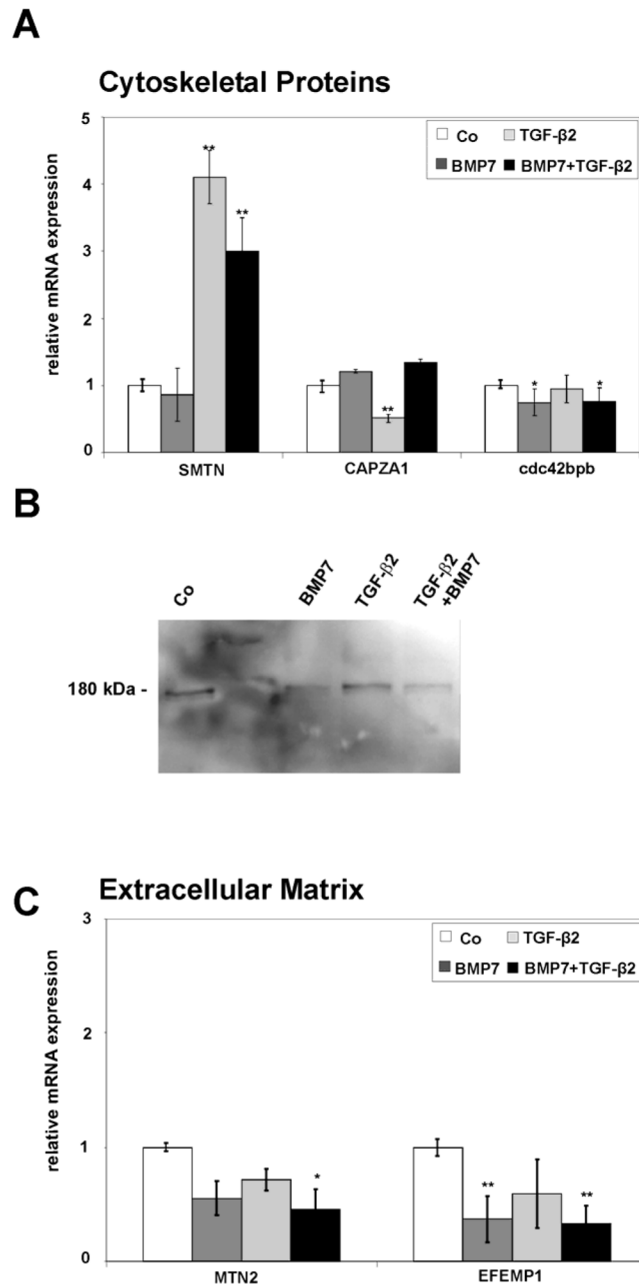 A
Cytoskeletal Proteins
5
4
3
2
1
0
relative mRNA expression
Co TGF-β2
BMP7 BMP7+TGF-β2
**
**
**
*
*
SMTN CAPZA1 cdc42bpb
B
Co BMP7 TGF-β2 TGF-β2
+BMP7
180 kDa -
C
Extracellular Matrix
3
2
1
0
relative mRNA expression
Co TGF-β2
BMP7 BMP7+TGF-β2
*
**
**
MTN2 EFEMP1